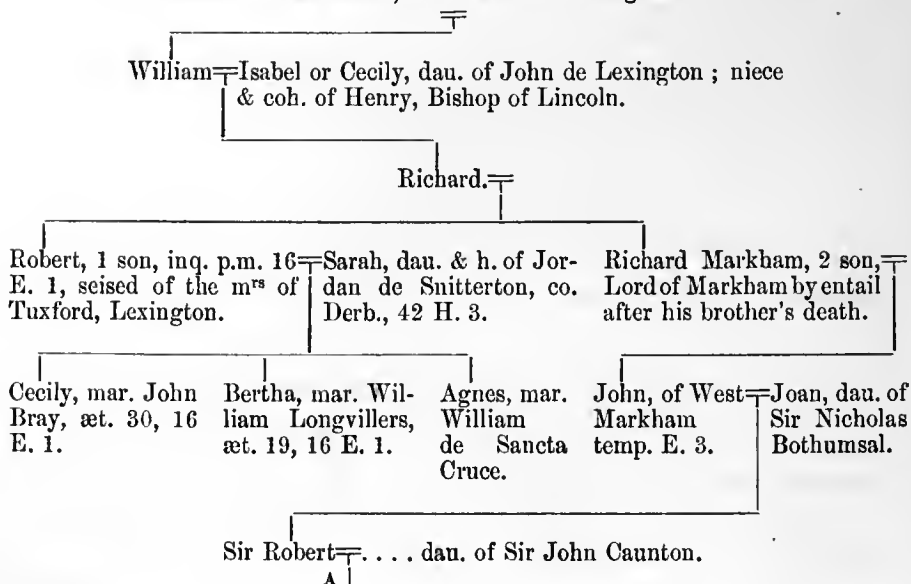 William=Isabel or Cecily, dau. of John de Lexington ; niece
& coh. of Henry, Bishop of Lincoln.
Richard.=
Robert, 1 son, inq. p.m. 16=
E. 1, seised of the mrs of
Tuxford, Lexington.
Sarah, dau. & h. of Jor-
dan de Snitterton, co.
Derb., 42 H. 3.
Richard Markham, 2 son,=
Lord of Markham by entail
after his brother's death.
Cecily, mar. John
Bray, æt. 30, 16
E. 1.
Bertha, mar. Wil-
liam Longvillers,
æt. 19, 16 E. 1.
Agnes, mar.
William
de Sancta
Cruce.
John, of West=
Markham
temp. E. 3.
Joan, dau. of
Sir Nicholas
Bothumsal.
Sir Robert=. . . . dau. of Sir John Caunton.
A